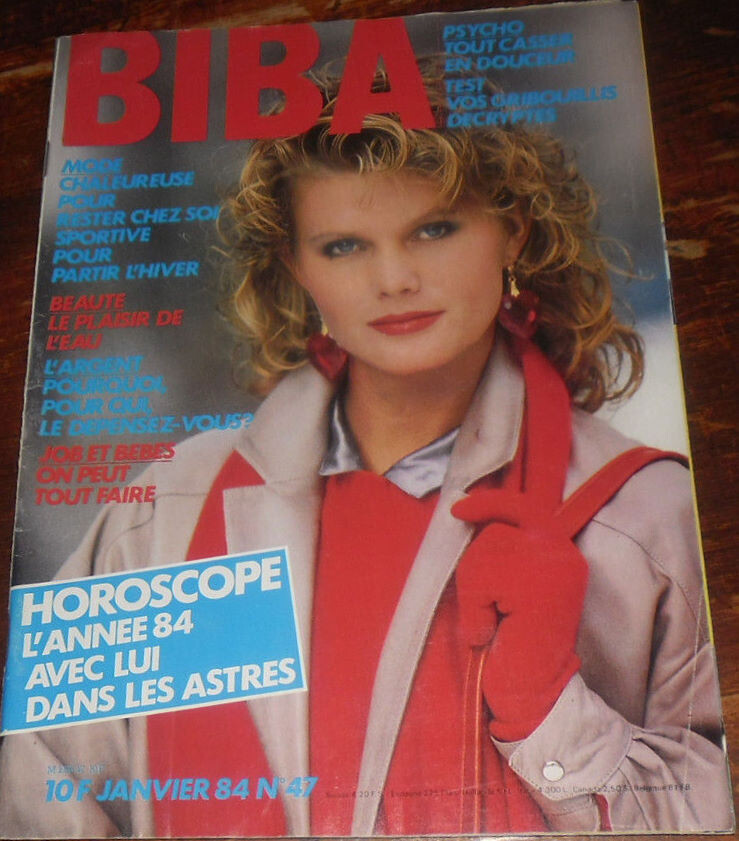 BIBA
PSYCHO
TOUT CASSER
EN DOUCEUR
TEST
VOS GRIBOUILLIS
DECRYPTES
MODE
CHALEUREUSE
POUR
RESTER CHEZ SOI
SPORTIVE
POUR
PARTIR L'HIVER
BEAUTE
LE PLAISIR DE
L'EAU
L'ARGENT
POURQUOI,
POUR QUI,
LE DEPENSEZ-VOUS?
JOB ET BEBES
ON PEUT
TOUT FAIRE
HOROSCOPE
L'ANNEE 84
AVEC LUI
DANS LES ASTRES
10F JANVIER 84 N°47